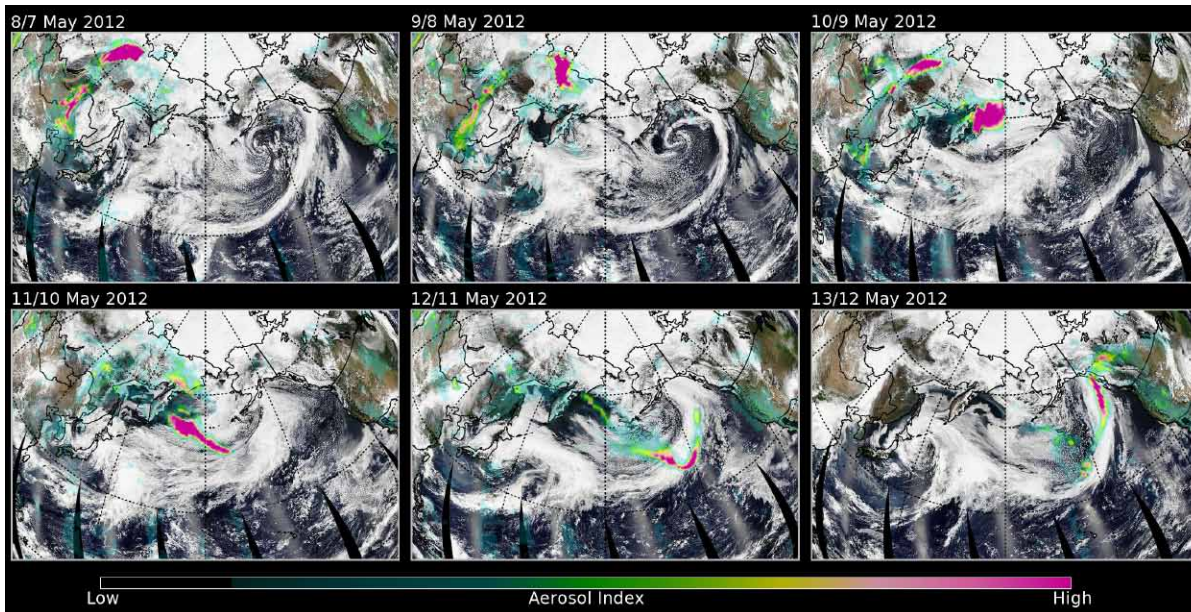 8/7 May 2012
9/8 May 2012
10/9 May 2012
11/10 May 2012
12/11 May 2012
13/12 May 2012
Low
Aerosol Index
High